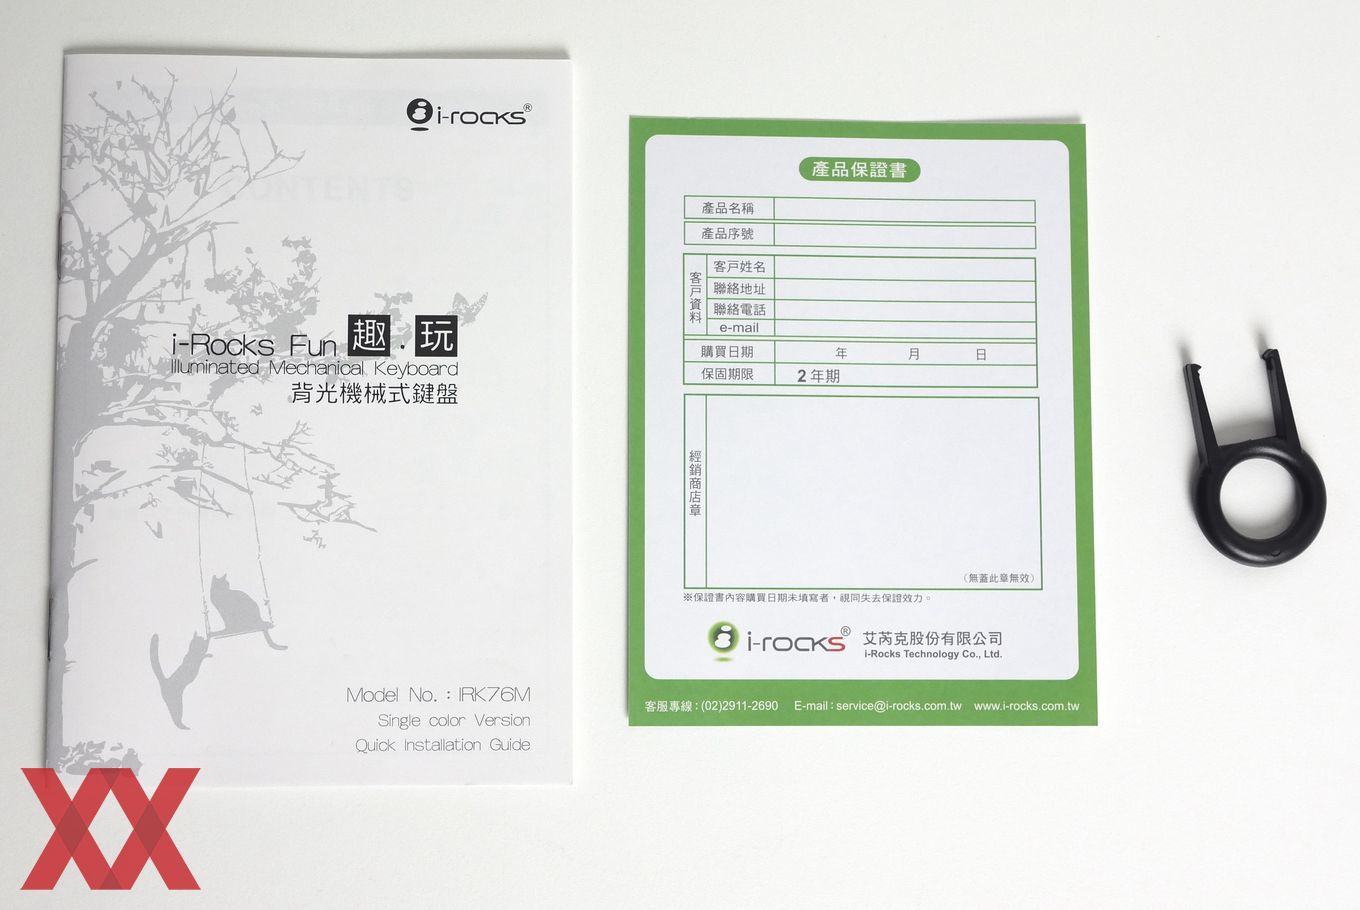 i-rocks®
CONTENTS
i-Rocks Fun 趣．玩
Illuminated Mechanical Keyboard
背光機械式鍵盤
Model No.：IRK76M
Single color Version
Quick Installation Guide
產品保證書
產品名稱
產品序號
客戶資料
客戶姓名
聯絡地址
聯絡電話
e-mail
購買日期 年 月 日
保固期限 2 年期
經銷商店章
（無蓋此章無效）
※保證書內容購買日期未填寫者，視同失去保證效力。
i-rocks® 艾芮克股份有限公司
i-Rocks Technology Co., Ltd.
客服專線：(02)2911-2690 E-mail：service@i-rocks.com.tw www.i-rocks.com.tw
XX